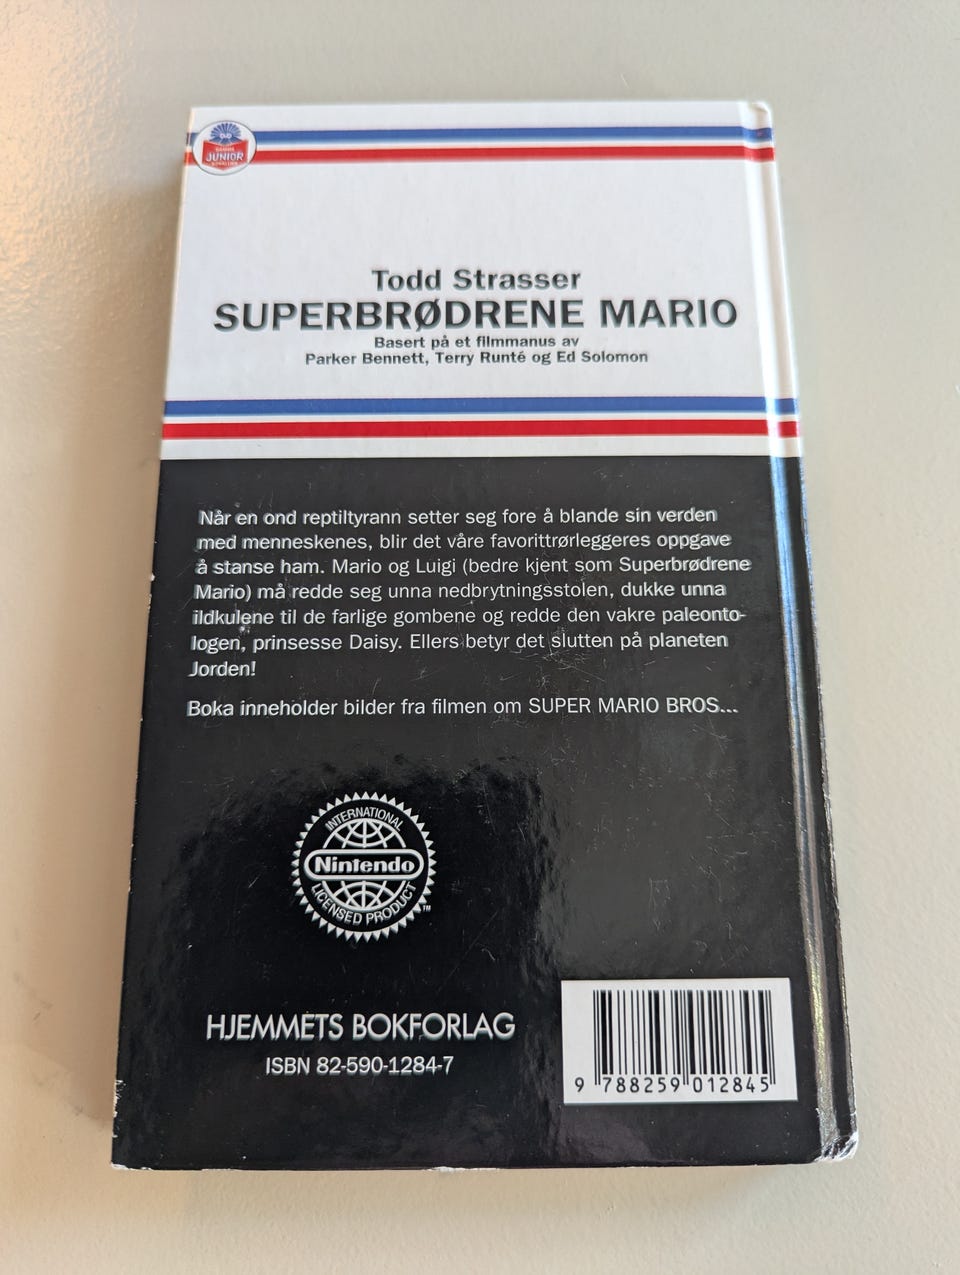 JUNIOR
Todd Strasser
SUPERBRØDRENE MARIO
Basert på et filmmanus av
Parker Bennett, Terry Runté og Ed Solomon
Når en ond reptiltyrann setter seg fore å blande sin verden
med menneskenes, blir det våre favorittrørleggeres oppgave
å stanse ham. Mario og Luigi (bedre kjent som Superbrødrene
Mario) må redde seg unna nedbrytningsstolen, dukke unna
ildkulene til de farlige gombene og redde den vakre paleonto-
logen, prinsesse Daisy. Ellers betyr det slutten på planeten
Jorden!
Boka inneholder bilder fra filmen om SUPER MARIO BROS...
INTERNATIONAL
Nintendo
LICENSED PRODUCT
TM
HJEMMETS BOKFORLAG
ISBN 82-590-1284-7
9 788259 012845